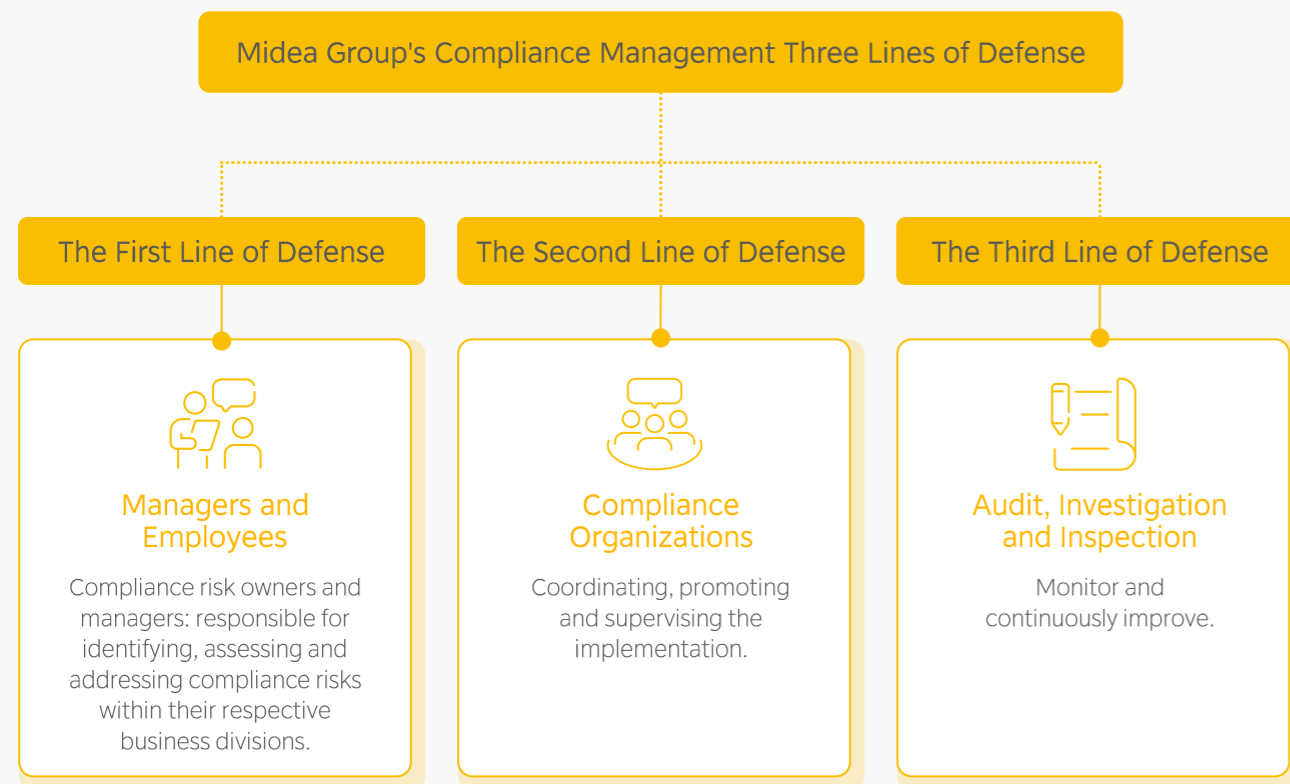 Midea Group's Compliance Management Three Lines of Defense
The First Line of Defense
Managers and
Employees
Compliance risk owners and
managers: responsible for
identifying, assessing and
addressing compliance risks
within their respective
business divisions.
The Second Line of Defense
Compliance
Organizations
Coordinating, promoting
and supervising the
implementation.
The Third Line of Defense
Audit, Investigation
and Inspection
Monitor and
continuously improve.